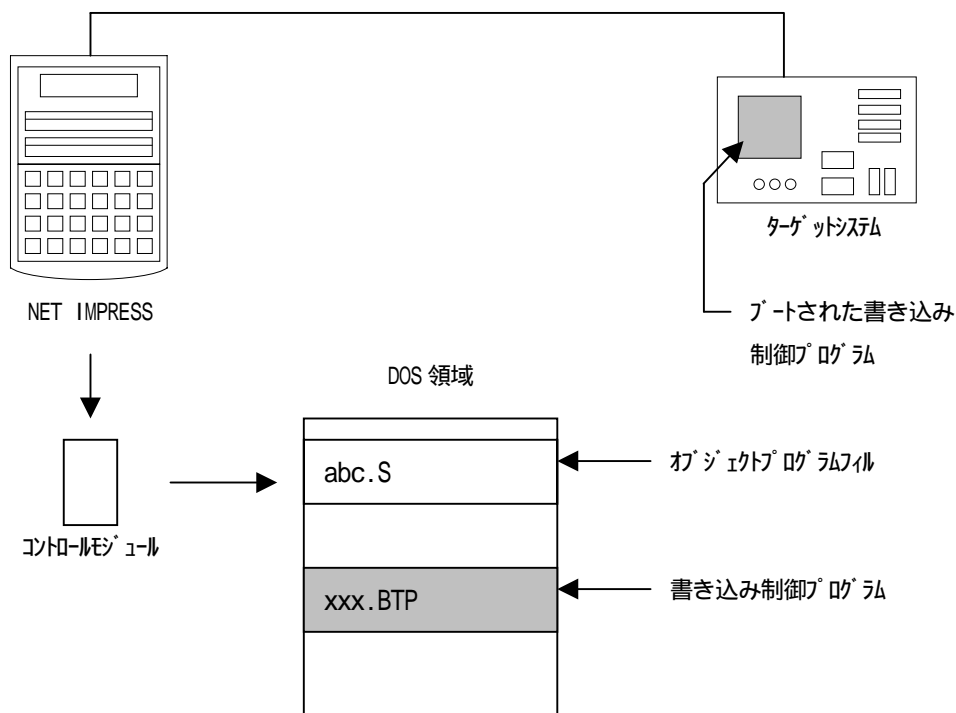 NET IMPRESS
ターゲットシステム
ブートされた書き込み
制御プログラム
DOS 領域
コントロールモジュール
abc.S
オブジェクトプログラムフィル
xxx.BTP
書き込み制御プログラム